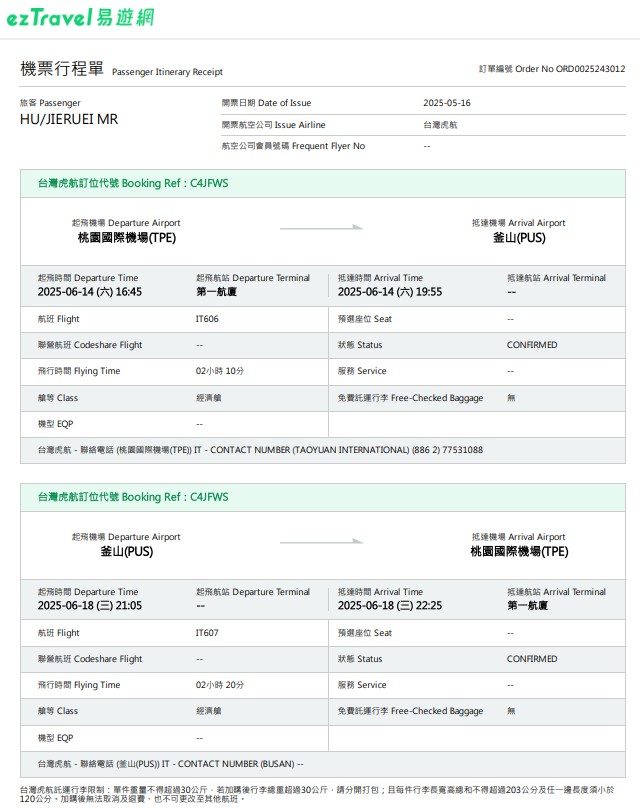 ezTravel易遊網
機票行程單 Passenger Itinerary Receipt
訂單編號 Order No ORD0025243012
旅客 Passenger
HU/JIERUEI MR
開票日期 Date of Issue 2025-05-16
開票航空公司 Issue Airline 台灣虎航
航空公司會員號碼 Frequent Flyer No --
台灣虎航訂位代號 Booking Ref : C4JFWS
起飛機場 Departure Airport 抵達機場 Arrival Airport
桃園國際機場(TPE) 釜山(PUS)
起飛時間 Departure Time 起飛航站 Departure Terminal 抵達時間 Arrival Time 抵達航站 Arrival Terminal
2025-06-14 (六) 16:45 第一航廈 2025-06-14 (六) 19:55 --
航班 Flight IT606 預選座位 Seat --
聯營航班 Codeshare Flight -- 狀態 Status CONFIRMED
飛行時間 Flying Time 02小時 10分 服務 Service --
艙等 Class 經濟艙 免費託運行李 Free-Checked Baggage 無
機型 EQP --
台灣虎航 - 聯絡電話 (桃園國際機場(TPE)) IT - CONTACT NUMBER (TAOYUAN INTERNATIONAL) (886 2) 77531088
台灣虎航訂位代號 Booking Ref : C4JFWS
起飛機場 Departure Airport 抵達機場 Arrival Airport
釜山(PUS) 桃園國際機場(TPE)
起飛時間 Departure Time 起飛航站 Departure Terminal 抵達時間 Arrival Time 抵達航站 Arrival Terminal
2025-06-18 (三) 21:05 -- 2025-06-18 (三) 22:25 第一航廈
航班 Flight IT607 預選座位 Seat --
聯營航班 Codeshare Flight -- 狀態 Status CONFIRMED
飛行時間 Flying Time 02小時 20分 服務 Service --
艙等 Class 經濟艙 免費託運行李 Free-Checked Baggage 無
機型 EQP --
台灣虎航 - 聯絡電話 (釜山(PUS)) IT - CONTACT NUMBER (BUSAN) --
台灣虎航託運行李限制：單件重量不得超過30公斤，若加購後行李總重超過30公斤，請分開打包；且每件行李長寬高總和不得超過203公分及任一邊長度須小於
120公分。加購後無法取消及退費，也不可更改至其他航班。